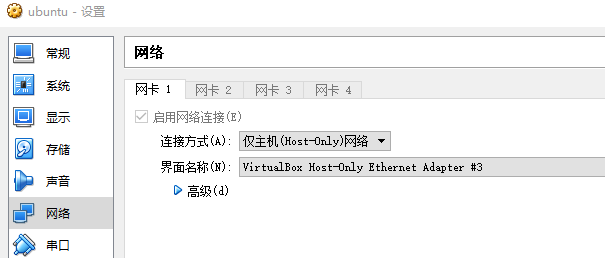 ubuntu - 设置
常规
系统
显示
存储
声音
网络
串口
网络
网卡 1 网卡 2 网卡 3 网卡 4
启用网络连接(E)
连接方式(A): 仅主机(Host-Only)网络
界面名称(N): VirtualBox Host-Only Ethernet Adapter #3
高级(d)